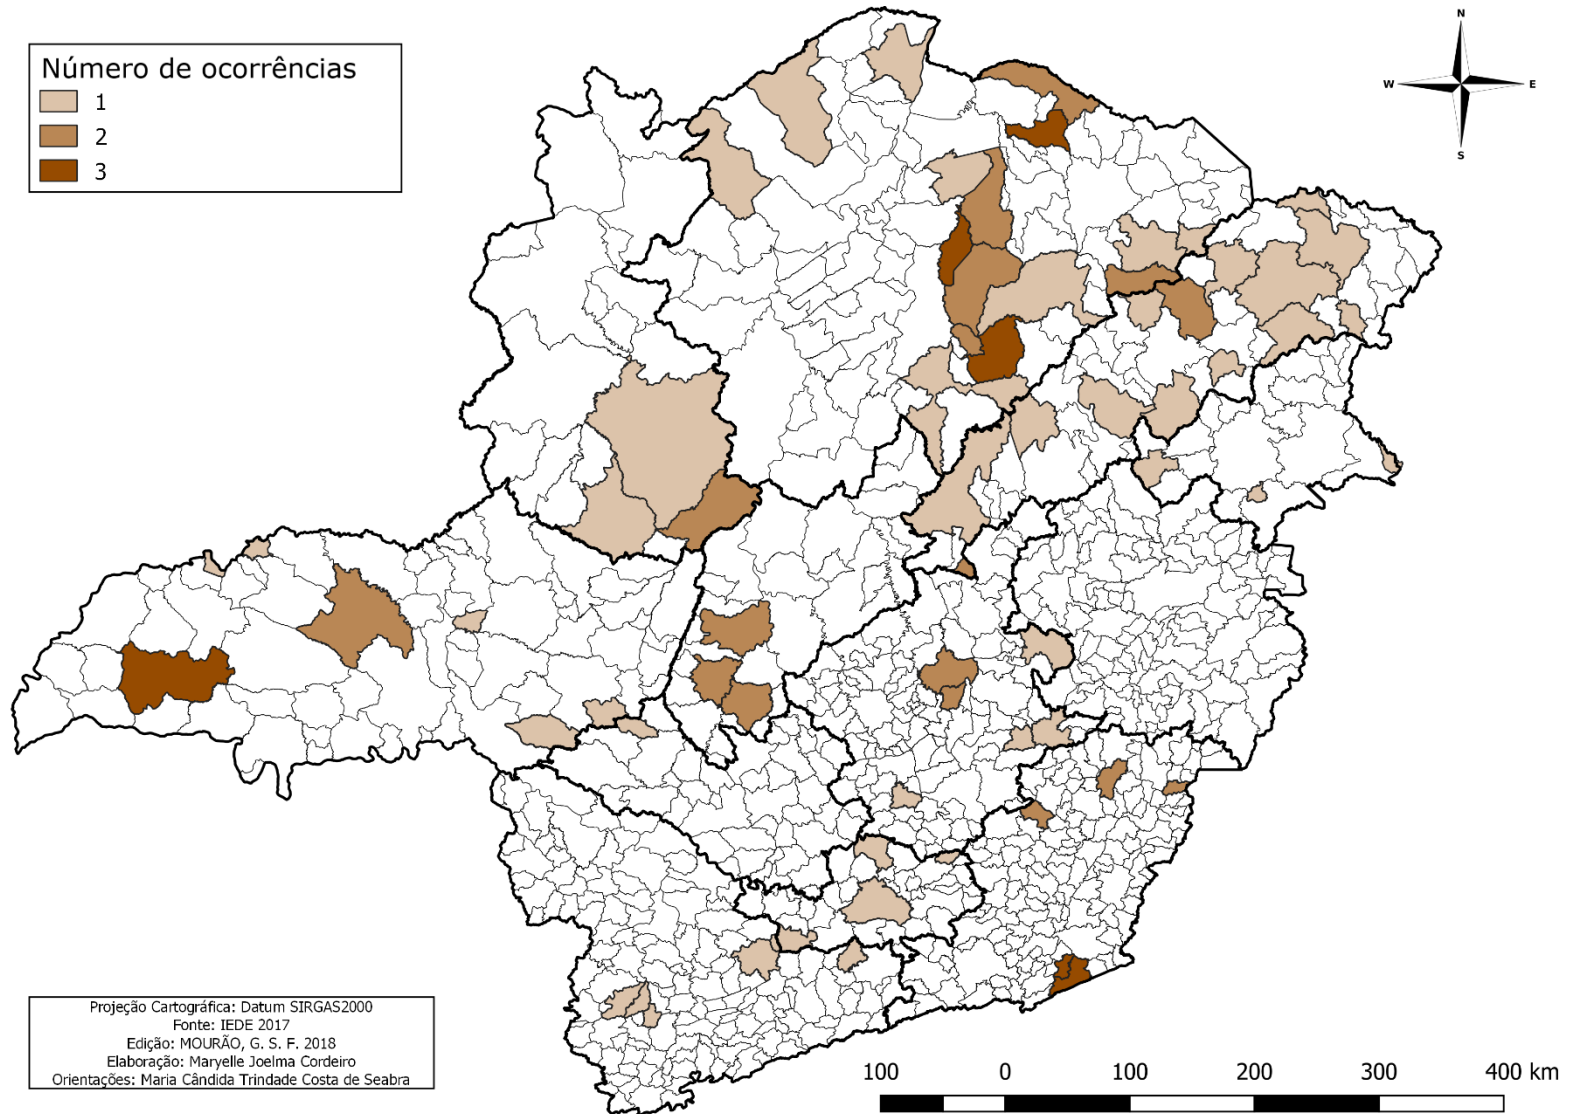 Número de ocorrências
1
2
3
N
W
E
S
Projeção Cartográfica: Datum SIRGAS2000
Fonte: IEDE 2017
Edição: MOURÃO, G. S. F. 2018
Elaboração: Maryelle Joelma Cordeiro
Orientações: Maria Cândida Trindade Costa de Seabra
100 0 100 200 300 400 km